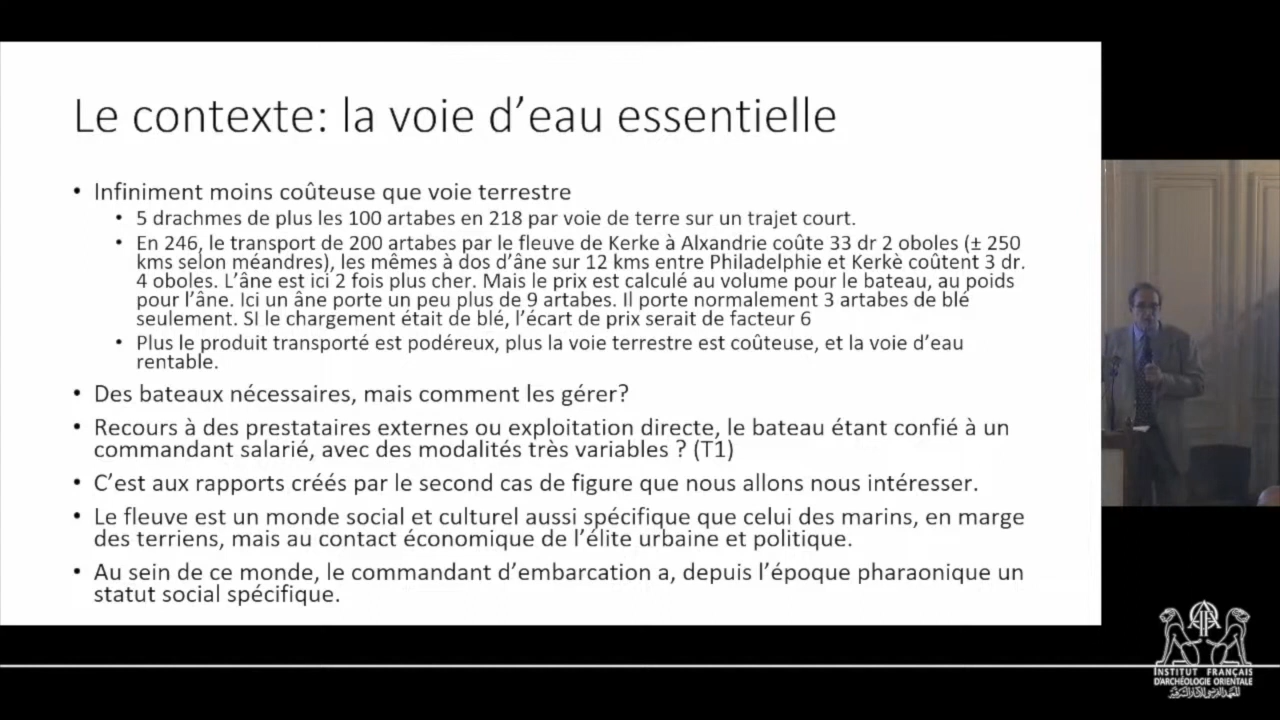 Le contexte: la voie d’eau essentielle
• Infiniment moins coûteuse que voie terrestre
• 5 drachmes de plus les 100 artabes en 218 par voie de terre sur un trajet court.
• En 246, le transport de 200 artabes par le fleuve de Kerke à Alxandrie coûte 33 dr 2 oboles (± 250
kms selon méandres), les mêmes à dos d’âne sur 12 kms entre Philadelphie et Kerkè coûtent 3 dr.
4 oboles. L’âne est ici 2 fois plus cher. Mais le prix est calculé au volume pour le bateau, au poids
pour l’âne. Ici un âne porte un peu plus de 9 artabes. Il porte normalement 3 artabes de blé
seulement. SI le chargement était de blé, l’écart de prix serait de facteur 6
• Plus le produit transporté est podéreux, plus la voie terrestre est coûteuse, et la voie d’eau
rentable.
• Des bateaux nécessaires, mais comment les gérer?
• Recours à des prestataires externes ou exploitation directe, le bateau étant confié à un
commandant salarié, avec des modalités très variables ? (T1)
• C’est aux rapports créés par le second cas de figure que nous allons nous intéresser.
• Le fleuve est un monde social et culturel aussi spécifique que celui des marins, en marge
des terriens, mais au contact économique de l’élite urbaine et politique.
• Au sein de ce monde, le commandant d’embarcation a, depuis l’époque pharaonique un
statut social spécifique.
INSTITUT FRANÇAIS
D’ARCHÉOLOGIE ORIENTALE